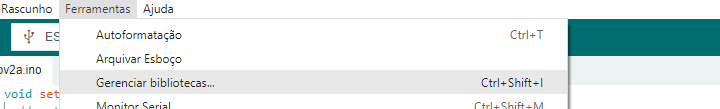 Rascunho Ferramentas Ajuda
ES
Autoformatação Ctrl+T
Arquivar Esboço
ov2a.ino
Gerenciar bibliotecas... Ctrl+Shift+I
void set
Monitor Serial Ctrl+Shift+M